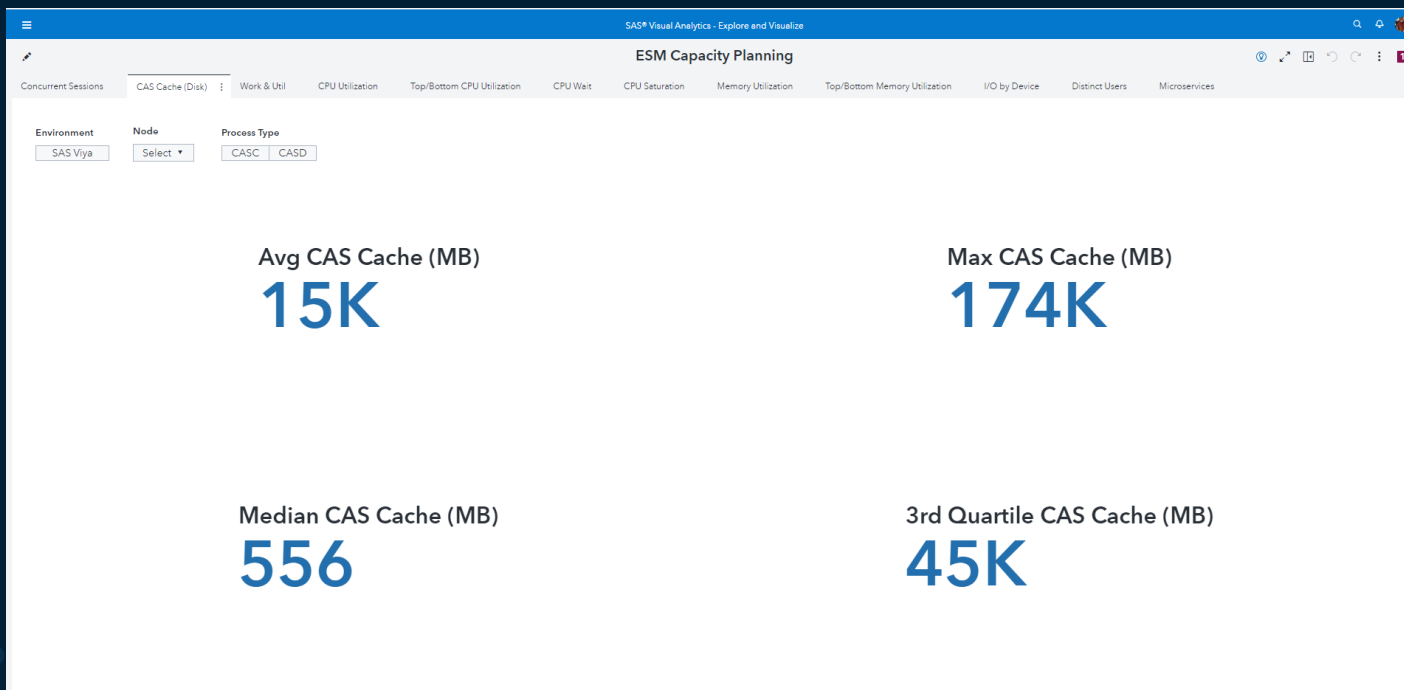 SAS® Visual Analytics - Explore and Visualize
ESM Capacity Planning
Concurrent Sessions CAS Cache (Disk) Work & Util CPU Utilization Top/Bottom CPU Utilization CPU Wait CPU Saturation Memory Utilization Top/Bottom Memory Utilization I/O by Device Distinct Users Microservices
Environment Node Process Type
SAS Viya Select CASC CASD
Avg CAS Cache (MB) Max CAS Cache (MB)
15K 174K
Median CAS Cache (MB) 3rd Quartile CAS Cache (MB)
556 45K